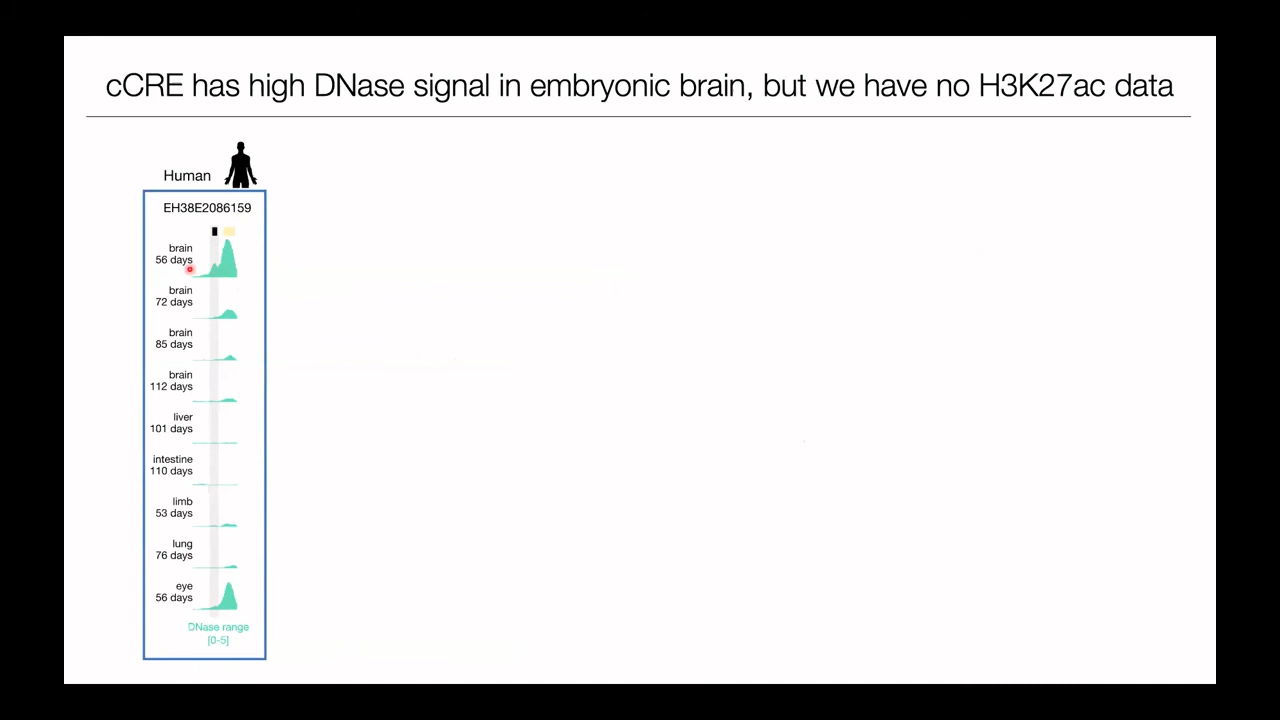 cCRE has high DNase signal in embryonic brain, but we have no H3K27ac data
Human
EH38E2086159
brain
56 days
brain
72 days
brain
85 days
brain
112 days
liver
101 days
intestine
110 days
limb
53 days
lung
76 days
eye
56 days
DNase range
[0-5]